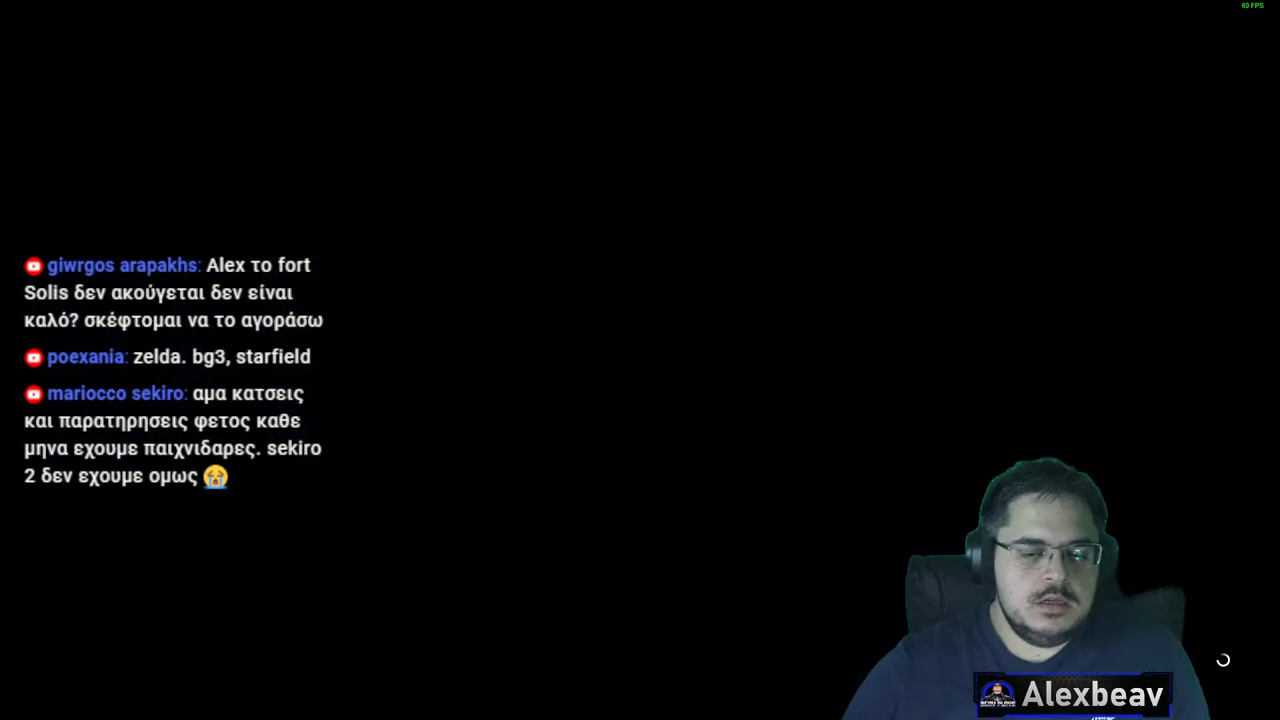 60 FPS
giwrgos arapakhs: Alex το fort
Solis δεν ακούγεται δεν είναι
καλό? σκέφτομαι να το αγοράσω
poexania: zelda. bg3, starfield
mariocco sekiro: αμα κατσεις
και παρατηρησεις φετος καθε
μηνα εχουμε παιχνιδαρες. sekiro
2 δεν εχουμε ομως 😭
Alexbeav